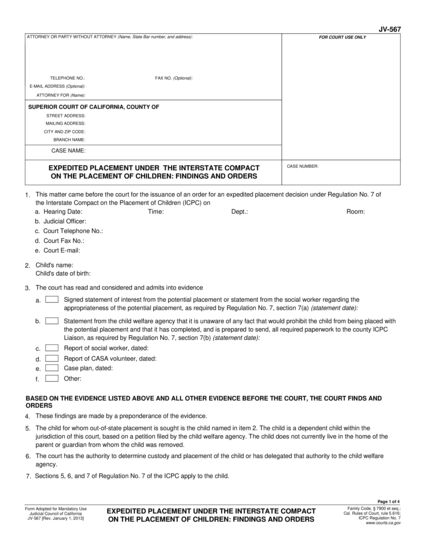 JV-567
ATTORNEY OR PARTY WITHOUT ATTORNEY (Name, State Bar number, and address):
FOR COURT USE ONLY
TELEPHONE NO.: FAX NO. (Optional):
E-MAIL ADDRESS (Optional):
ATTORNEY FOR (Name):
SUPERIOR COURT OF CALIFORNIA, COUNTY OF
STREET ADDRESS:
MAILING ADDRESS:
CITY AND ZIP CODE:
BRANCH NAME:
CASE NAME:
EXPEDITED PLACEMENT UNDER THE INTERSTATE COMPACT
ON THE PLACEMENT OF CHILDREN: FINDINGS AND ORDERS
CASE NUMBER:
1. This matter came before the court for the issuance of an order for an expedited placement decision under Regulation No. 7 of
the Interstate Compact on the Placement of Children (ICPC) on
a. Hearing Date: Time: Dept.: Room:
b. Judicial Officer:
c. Court Telephone No.:
d. Court Fax No.:
e. Court E-mail:
2. Child's name:
Child's date of birth:
3. The court has read and considered and admits into evidence
a. Signed statement of interest from the potential placement or statement from the social worker regarding the
appropriateness of the potential placement, as required by Regulation No. 7, section 7(a) (statement date):
b. Statement from the child welfare agency that it is unaware of any fact that would prohibit the child from being placed with
the potential placement and that it has completed, and is prepared to send, all required paperwork to the county ICPC
Liaison, as required by Regulation No. 7, section 7(b) (statement date):
c. Report of social worker, dated:
d. Report of CASA volunteer, dated:
e. Case plan, dated:
f. Other:
BASED ON THE EVIDENCE LISTED ABOVE AND ALL OTHER EVIDENCE BEFORE THE COURT, THE COURT FINDS AND
ORDERS
4. These findings are made by a preponderance of the evidence.
5. The child for whom out-of-state placement is sought is the child named in item 2. The child is a dependent child within the
jurisdiction of this court, based on a petition filed by the child welfare agency. The child does not currently live in the home of the
parent or guardian from whom the child was removed.
6. The court has the authority to determine custody and placement of the child or has delegated that authority to the child welfare
agency.
7. Sections 5, 6, and 7 of Regulation No. 7 of the ICPC apply to the child.
Page 1 of 4
Form Adopted for Mandatory Use
Judicial Council of California
JV-567 [Rev. January 1, 2013]
EXPEDITED PLACEMENT UNDER THE INTERSTATE COMPACT
ON THE PLACEMENT OF CHILDREN: FINDINGS AND ORDERS
Family Code, § 7900 et seq.;
Cal. Rules of Court, rule 5.616;
ICPC Regulation No. 7
www.courts.ca.gov